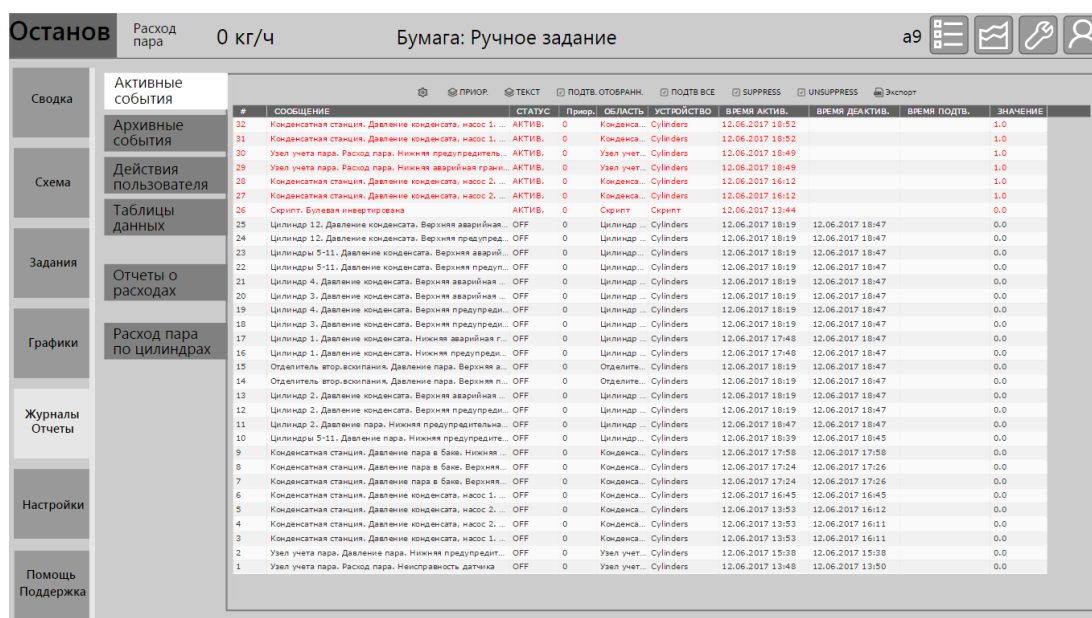 Останов
Расход
пара
0 кг/ч
Бумага: Ручное задание
a9
Сводка
Схема
Задания
Графики
Журналы
Отчеты
Настройки
Помощь
Поддержка
Активные
события
Архивные
события
Действия
пользователя
Таблицы
данных
Отчеты о
расходах
Расход пара
по цилиндрах
ПРИОР. ТЕКСТ ПОДТВ. ОТОБРАНН. ПОДТВ ВСЕ SUPPRESS UNSUPPRESS Экспорт
# СООБЩЕНИЕ СТАТУС Приор. ОБЛАСТЬ УСТРОЙСТВО ВРЕМЯ АКТИВ. ВРЕМЯ ДЕАКТИВ. ВРЕМЯ ПОДТВ. ЗНАЧЕНИЕ
32 Конденсатная станция. Давление конденсата, насос 1. ... АКТИВ. 0 Конденса... Cylinders 12.06.2017 18:52 1.0
31 Конденсатная станция. Давление конденсата, насос 1. ... АКТИВ. 0 Конденса... Cylinders 12.06.2017 18:52 1.0
30 Узел учета пара. Расход пара. Нижняя предупредитель... АКТИВ. 0 Узел учет... Cylinders 12.06.2017 18:49 1.0
29 Узел учета пара. Расход пара. Нижняя аварийная грани... АКТИВ. 0 Узел учет... Cylinders 12.06.2017 18:49 1.0
28 Конденсатная станция. Давление конденсата, насос 2. ... АКТИВ. 0 Конденса... Cylinders 12.06.2017 16:12 1.0
27 Конденсатная станция. Давление конденсата, насос 2. ... АКТИВ. 0 Конденса... Cylinders 12.06.2017 16:12 1.0
26 Скрипт. Булевая инвертирована АКТИВ. 0 Скрипт Скрипт 12.06.2017 13:44 0.0
25 Цилиндр 12. Давление конденсата. Верхняя аварийная... OFF 0 Цилиндр ... Cylinders 12.06.2017 18:19 12.06.2017 18:47 0.0
24 Цилиндр 12. Давление конденсата. Верхняя предупред... OFF 0 Цилиндр ... Cylinders 12.06.2017 18:19 12.06.2017 18:47 0.0
23 Цилиндры 5-11. Давление конденсата. Верхняя аварий... OFF 0 Цилиндр... Cylinders 12.06.2017 18:19 12.06.2017 18:47 0.0
22 Цилиндры 5-11. Давление конденсата. Верхняя предуп... OFF 0 Цилиндр... Cylinders 12.06.2017 18:19 12.06.2017 18:47 0.0
21 Цилиндр 4. Давление конденсата. Верхняя аварийная ... OFF 0 Цилиндр ... Cylinders 12.06.2017 18:19 12.06.2017 18:47 0.0
20 Цилиндр 3. Давление конденсата. Верхняя аварийная ... OFF 0 Цилиндр ... Cylinders 12.06.2017 18:19 12.06.2017 18:47 0.0
19 Цилиндр 4. Давление конденсата. Верхняя предупреди... OFF 0 Цилиндр ... Cylinders 12.06.2017 18:19 12.06.2017 18:47 0.0
18 Цилиндр 3. Давление конденсата. Верхняя предупреди... OFF 0 Цилиндр ... Cylinders 12.06.2017 18:19 12.06.2017 18:47 0.0
17 Цилиндр 1. Давление конденсата. Нижняя аварийная г... OFF 0 Цилиндр ... Cylinders 12.06.2017 17:48 12.06.2017 18:47 0.0
16 Цилиндр 1. Давление конденсата. Нижняя предупреди... OFF 0 Цилиндр ... Cylinders 12.06.2017 17:48 12.06.2017 18:47 0.0
15 Отделитель втор.вскипания. Давление пара. Верхняя а... OFF 0 Отделите... Cylinders 12.06.2017 18:19 12.06.2017 18:47 0.0
14 Отделитель втор.вскипания. Давление пара. Верхняя п... OFF 0 Отделите... Cylinders 12.06.2017 18:19 12.06.2017 18:47 0.0
13 Цилиндр 2. Давление конденсата. Верхняя аварийная ... OFF 0 Цилиндр ... Cylinders 12.06.2017 18:19 12.06.2017 18:47 0.0
12 Цилиндр 2. Давление конденсата. Верхняя предупреди... OFF 0 Цилиндр ... Cylinders 12.06.2017 18:19 12.06.2017 18:47 0.0
11 Цилиндр 2. Давление пара. Нижняя предупредительна... OFF 0 Цилиндр ... Cylinders 12.06.2017 18:47 12.06.2017 18:47 0.0
10 Цилиндры 5-11. Давление пара. Нижняя предупредите... OFF 0 Цилиндр... Cylinders 12.06.2017 18:39 12.06.2017 18:45 0.0
9 Конденсатная станция. Давление пара в баке. Нижняя ... OFF 0 Конденса... Cylinders 12.06.2017 17:58 12.06.2017 17:58 0.0
8 Конденсатная станция. Давление пара в баке. Верхняя... OFF 0 Конденса... Cylinders 12.06.2017 17:24 12.06.2017 17:26 0.0
7 Конденсатная станция. Давление пара в баке. Верхняя... OFF 0 Конденса... Cylinders 12.06.2017 17:24 12.06.2017 17:26 0.0
6 Конденсатная станция. Давление конденсата, насос 1. ... OFF 0 Конденса... Cylinders 12.06.2017 16:45 12.06.2017 16:45 0.0
5 Конденсатная станция. Давление конденсата, насос 2. ... OFF 0 Конденса... Cylinders 12.06.2017 13:53 12.06.2017 16:12 0.0
4 Конденсатная станция. Давление конденсата, насос 2. ... OFF 0 Конденса... Cylinders 12.06.2017 13:53 12.06.2017 16:11 0.0
3 Конденсатная станция. Давление конденсата, насос 1. ... OFF 0 Конденса... Cylinders 12.06.2017 13:53 12.06.2017 16:11 0.0
2 Узел учета пара. Давление пара. Нижняя предупредит... OFF 0 Узел учет... Cylinders 12.06.2017 15:38 12.06.2017 15:38 0.0
1 Узел учета пара. Расход пара. Неисправность датчика OFF 0 Узел учет... Cylinders 12.06.2017 13:48 12.06.2017 13:50 0.0